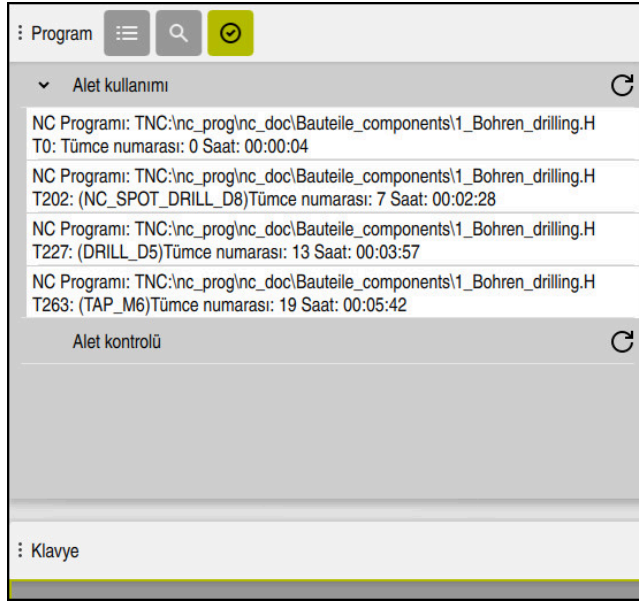 Program
Alet kullanımı
NC Programı: TNC:\nc_prog\nc_doc\Bauteile_components\1_Bohren_drilling.H
T0: Tümce numarası: 0 Saat: 00:00:04
NC Programı: TNC:\nc_prog\nc_doc\Bauteile_components\1_Bohren_drilling.H
T202: (NC_SPOT_DRILL_D8)Tümce numarası: 7 Saat: 00:02:28
NC Programı: TNC:\nc_prog\nc_doc\Bauteile_components\1_Bohren_drilling.H
T227: (DRILL_D5)Tümce numarası: 13 Saat: 00:03:57
NC Programı: TNC:\nc_prog\nc_doc\Bauteile_components\1_Bohren_drilling.H
T263: (TAP_M6)Tümce numarası: 19 Saat: 00:05:42
Alet kontrolü
Klavye